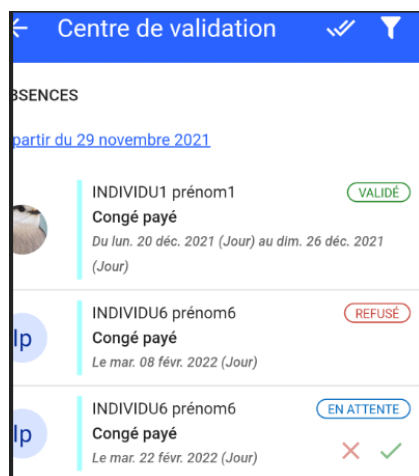 Centre de validation
BSENCES
partir du 29 novembre 2021
INDIVIDU1 prénom1
VALIDÉ
Congé payé
Du lun. 20 déc. 2021 (Jour) au dim. 26 déc. 2021
(Jour)
INDIVIDU6 prénom6
REFUSÉ
Ip
Congé payé
Le mar. 08 févr. 2022 (Jour)
INDIVIDU6 prénom6
EN ATTENTE
Ip
Congé payé
Le mar. 22 févr. 2022 (Jour)